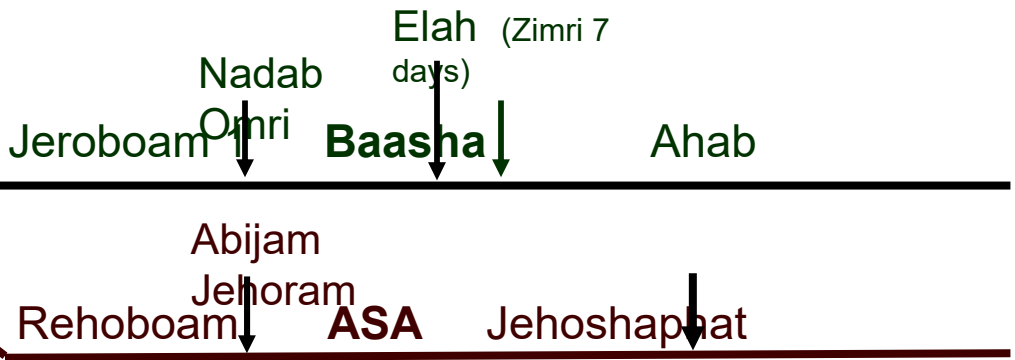 Elah (Zimri 7
days)
Nadab
Omri
Jeroboam 1
Baasha
Ahab
Abijam
Jehoram
Rehoboam
ASA
Jehoshaphat